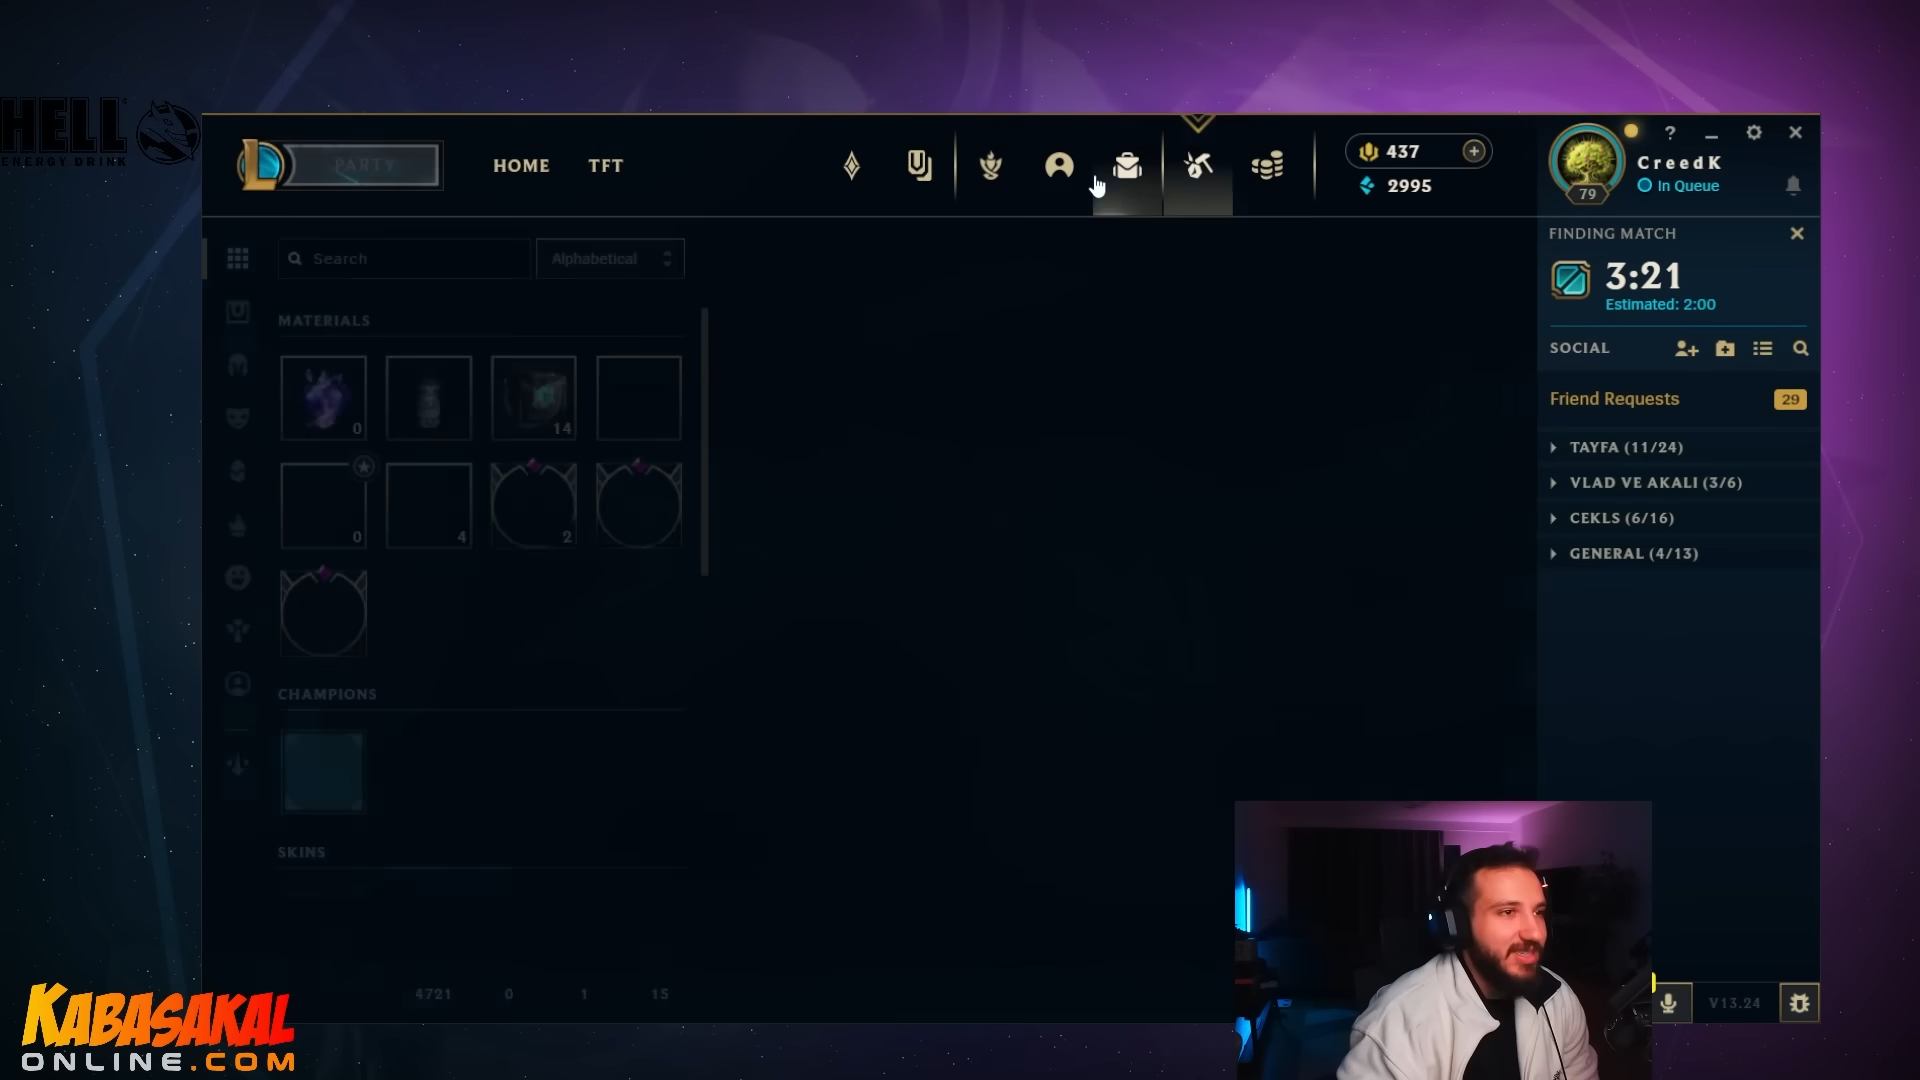 HELL
ENERGY DRINK
PARTY
HOME
TFT
437
2995
79
CreedK
In Queue
FINDING MATCH
3:21
Estimated: 2:00
SOCIAL
Friend Requests
29
TAYFA (11/24)
VLAD VE AKALI (3/6)
CEKLS (6/16)
GENERAL (4/13)
Search
Alphabetical
MATERIALS
0
14
0
4
2
CHAMPIONS
SKINS
4721
0
1
15
V13.24
KABASAKAL
ONLINE.COM